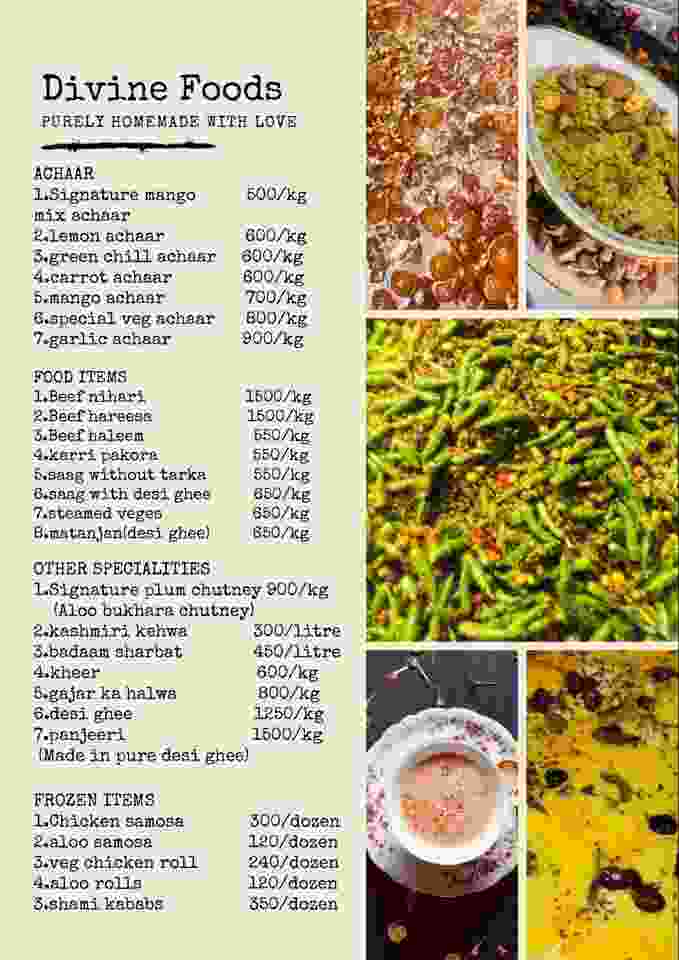 Divine Foods
PURELY HOMEMADE WITH LOVE
ACHAAR
1.Signature mango 500/kg
mix achaar
2.lemon achaar 600/kg
3.green chill achaar 600/kg
4.carrot achaar 600/kg
5.mango achaar 700/kg
6.special veg achaar 800/kg
7.garlic achaar 900/kg
FOOD ITEMS
1.Beef nihari 1500/kg
2.Beef hareesa 1500/kg
3.Beef haleem 550/kg
4.karri pakora 550/kg
5.saag without tarka 550/kg
6.saag with desi ghee 650/kg
7.steamed veges 650/kg
8.matanjan(desi ghee) 650/kg
OTHER SPECIALITIES
1.Signature plum chutney 900/kg
(Aloo bukhara chutney)
2.kashmiri kehwa 300/litre
3.badaam sharbat 450/litre
4.kheer 600/kg
5.gajar ka halwa 800/kg
6.desi ghee 1250/kg
7.panjeeri 1500/kg
(Made in pure desi ghee)
FROZEN ITEMS
1.Chicken samosa 300/dozen
2.aloo samosa 120/dozen
3.veg chicken roll 240/dozen
4.aloo rolls 120/dozen
3.shami kababs 350/dozen